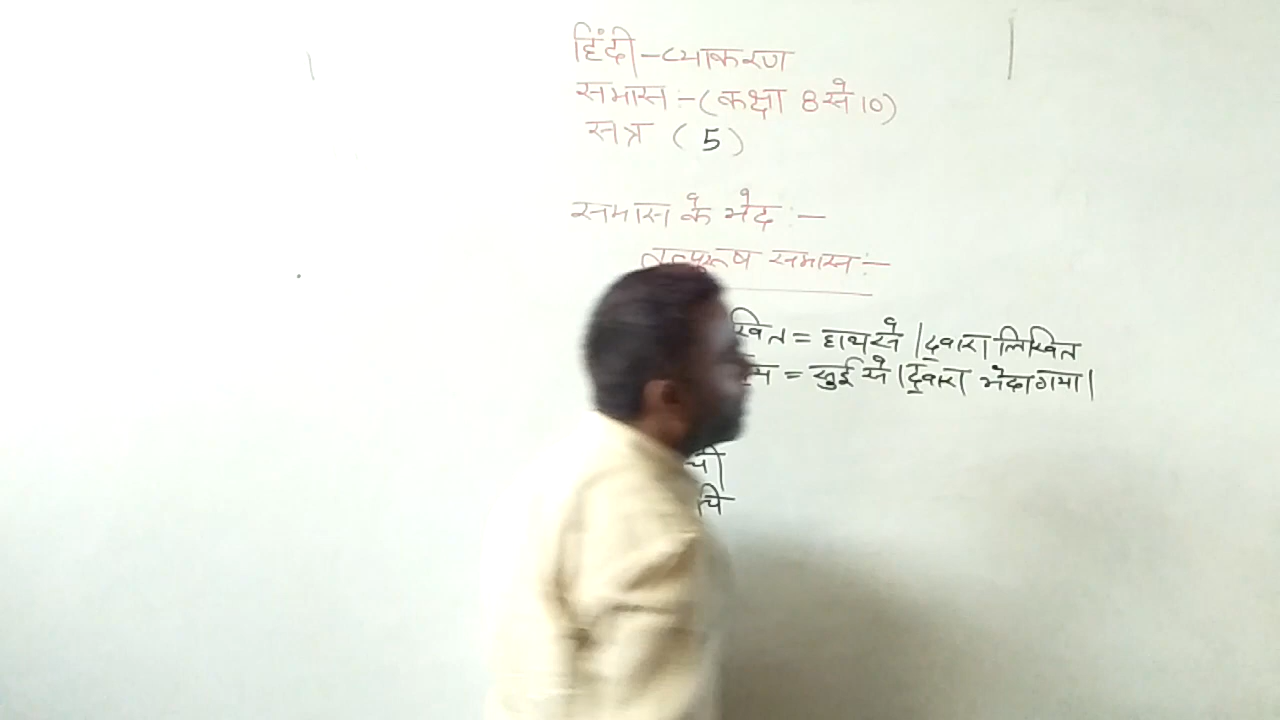 हिंदी-व्याकरण
समास :- (कक्षा 8 से 10)
सत्र ( 5 )
समास के भेद :-
तत्पुरूष समास :-
= हाथ से / द्वारा लिखित
= सुई से / द्वारा भेदा गया |